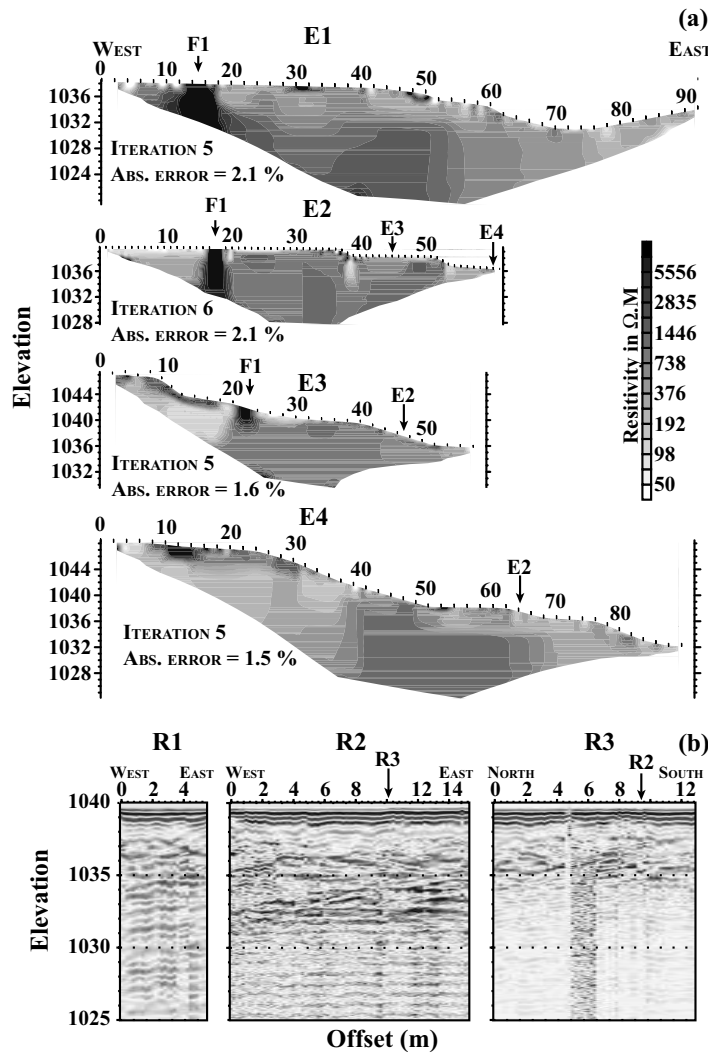 (a)
E1
WEST F1 EAST
0 10 20 30 40 50 60 70 80 90
1036
1032
1028
1024
ITERATION 5
ABS. ERROR = 2.1 %
F1 E2 E3 E4
0 10 20 30 40 50
1036
1032
1028
ITERATION 6
ABS. ERROR = 2.1 %
F1 E3 E2
0 10 20 30 40 50
1044
1040
1036
1032
ITERATION 5
ABS. ERROR = 1.6 %
E4
0 10 20 30 40 50 60 70 80
E2
1044
1040
1036
1032
1028
ITERATION 5
ABS. ERROR = 1.5 %
Elevation
Resitivity in Ω.M
5556
2835
1446
738
376
192
98
50
(b)
R1 R2 R3
WEST EAST WEST R3 EAST NORTH R2 SOUTH
0 2 4 0 2 4 6 8 10 12 14 0 2 4 6 8 12
1040
1035
1030
1025
Elevation
Offset (m)